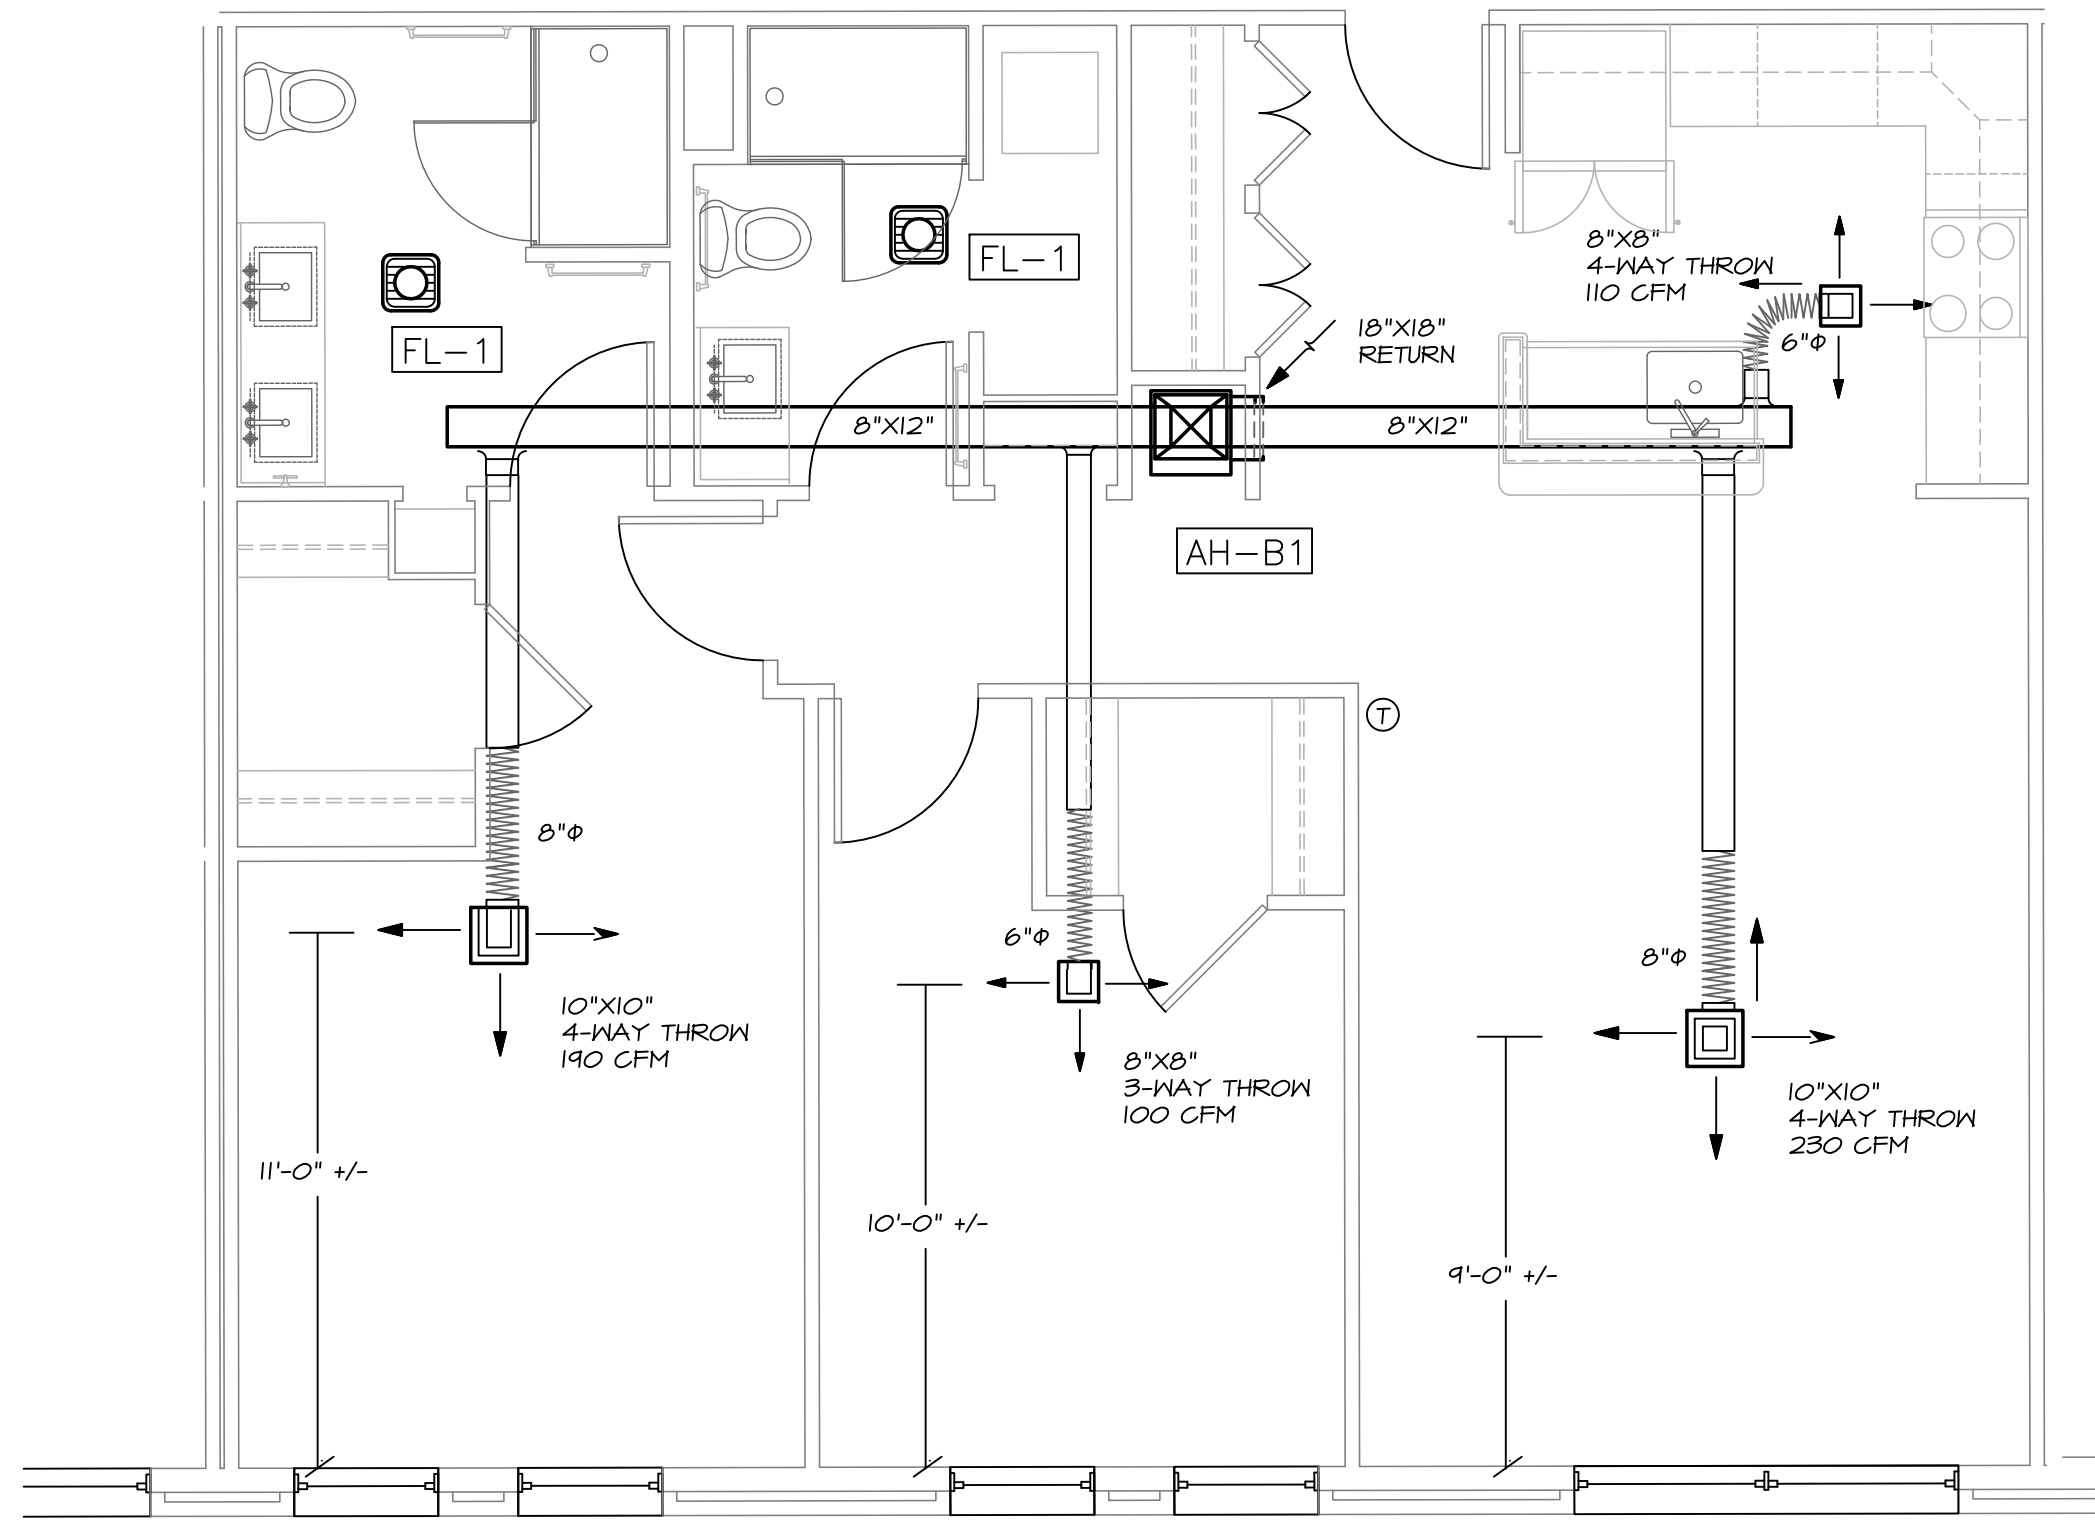 8"X8"
4-WAY THROW
110 CFM
FL-1
FL-1
18"X18"
RETURN
6"Φ
8"X12"
8"X12"
AH-B1
T
8"Φ
6"Φ
8"Φ
10"X10"
4-WAY THROW
190 CFM
8"X8"
3-WAY THROW
100 CFM
10"X10"
4-WAY THROW
230 CFM
11'-0" +/-
10'-0" +/-
9'-0" +/-